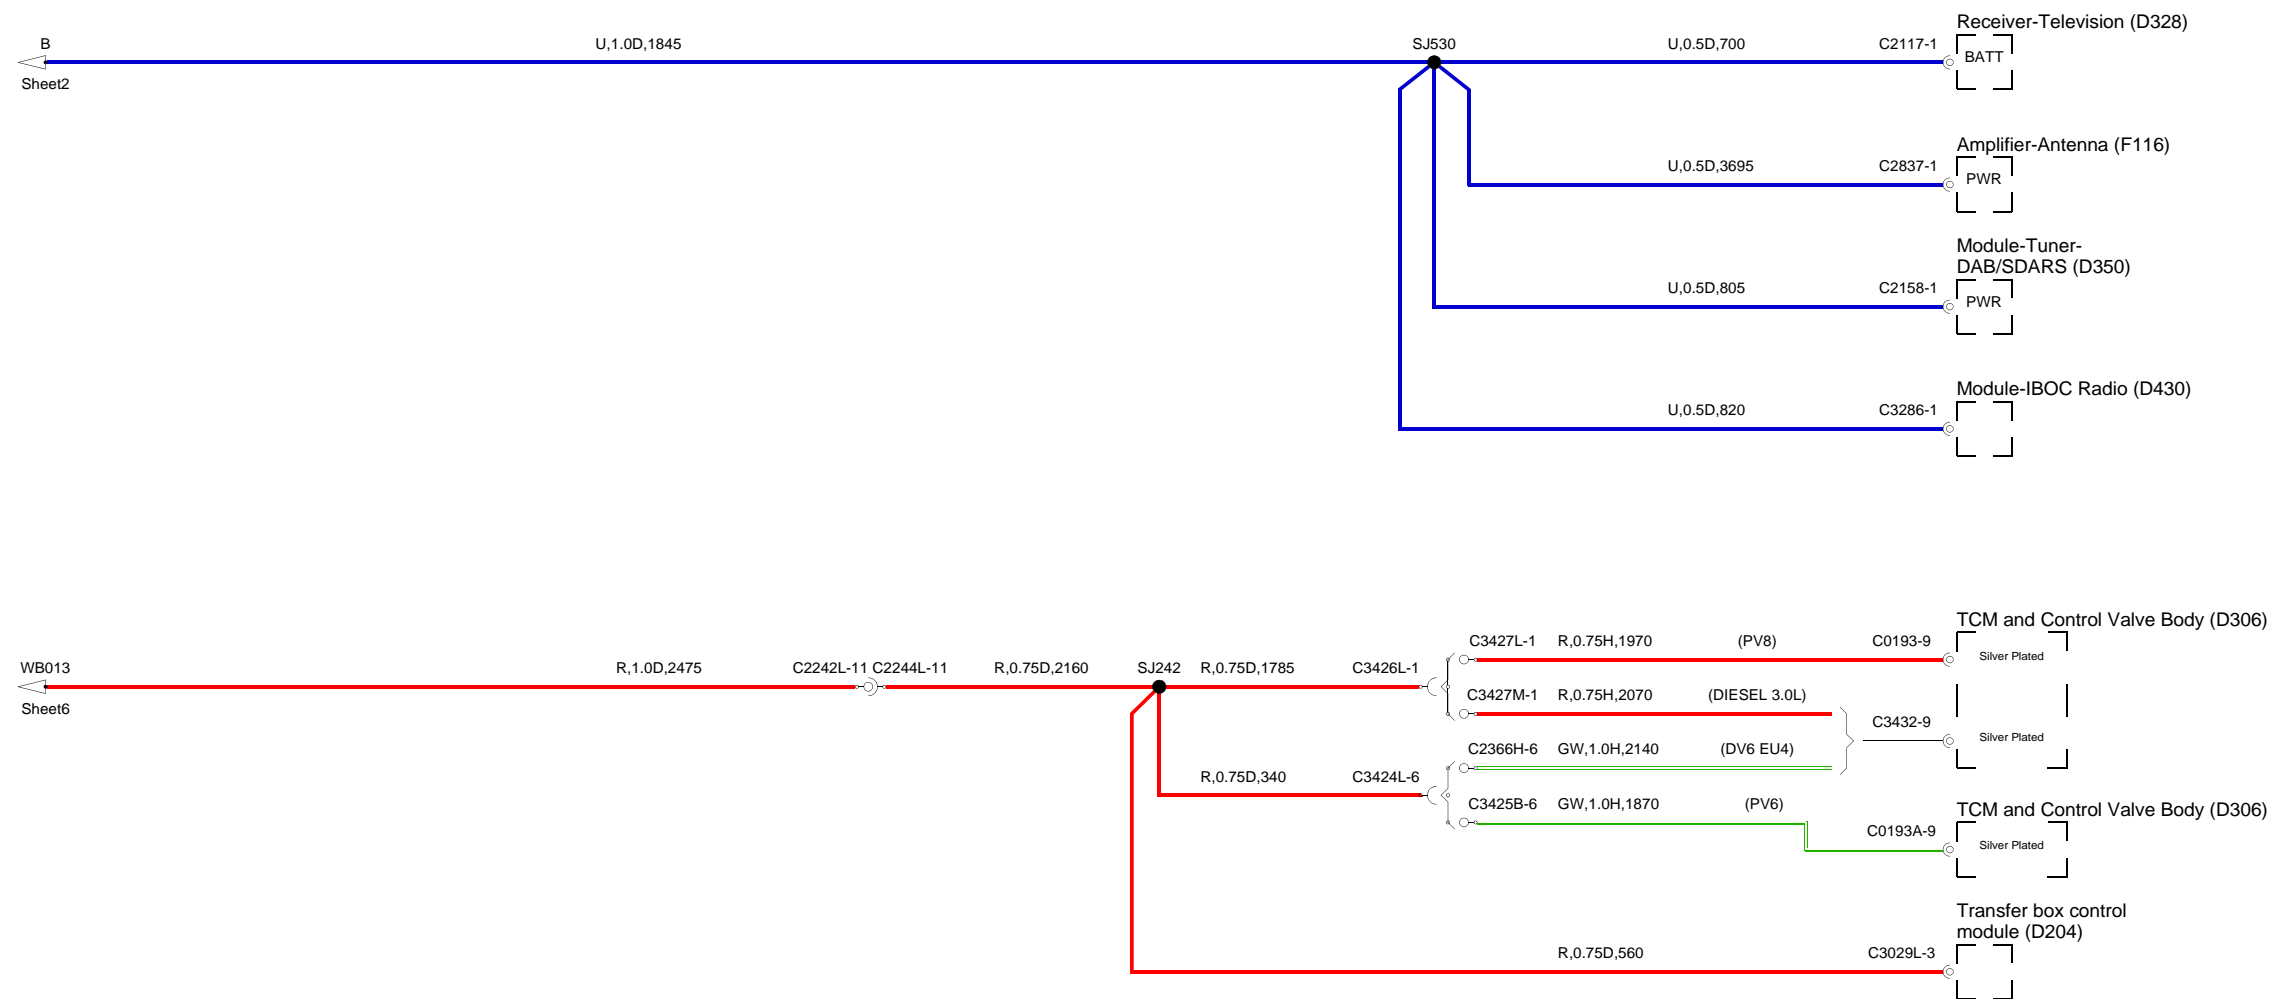 Receiver-Television (D328)
B
U,1.0D,1845
SJ530
U,0.5D,700
C2117-1
BATT
Sheet2
Amplifier-Antenna (F116)
U,0.5D,3695
C2837-1
PWR
Module-Tuner-
DAB/SDARS (D350)
U,0.5D,805
C2158-1
PWR
Module-IBOC Radio (D430)
U,0.5D,820
C3286-1
TCM and Control Valve Body (D306)
C3427L-1
R,0.75H,1970
(PV8)
C0193-9
Silver Plated
WB013
R,1.0D,2475
C2242L-11
C2244L-11
R,0.75D,2160
SJ242
R,0.75D,1785
C3426L-1
Sheet6
C3427M-1
R,0.75H,2070
(DIESEL 3.0L)
C3432-9
Silver Plated
C2366H-6
GW,1.0H,2140
(DV6 EU4)
R,0.75D,340
C3424L-6
C3425B-6
GW,1.0H,1870
(PV6)
TCM and Control Valve Body (D306)
C0193A-9
Silver Plated
Transfer box control
module (D204)
R,0.75D,560
C3029L-3